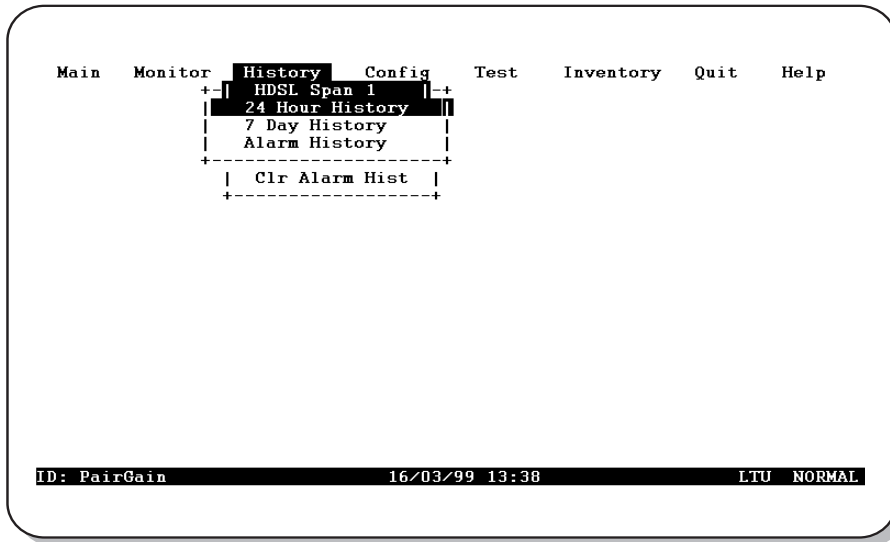 Main Monitor History Config Test Inventory Quit Help
+-| HDSL Span 1 |-+
| 24 Hour History |
| 7 Day History |
| Alarm History |
+--------------------+
| Clr Alarm Hist |
+-----------------+
ID: PairGain 16/03/99 13:38 LTU NORMAL